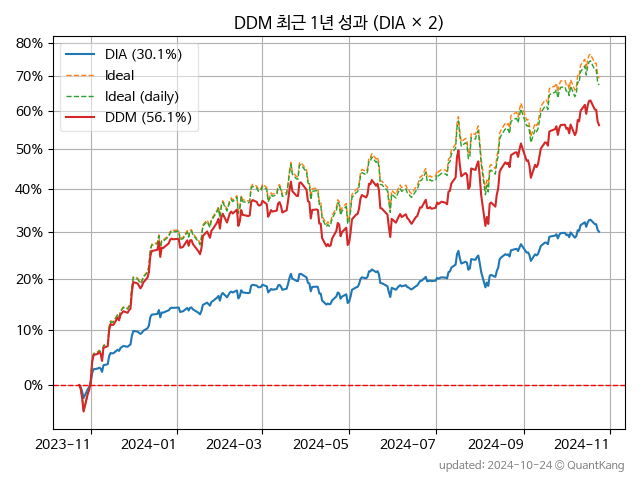 DDM 최근 1년 성과 (DIA × 2)
DIA (30.1%)
Ideal
Ideal (daily)
DDM (56.1%)
80%
70%
60%
50%
40%
30%
20%
10%
0%
2023-11 2024-01 2024-03 2024-05 2024-07 2024-09 2024-11
updated: 2024-10-24 © QuantKang